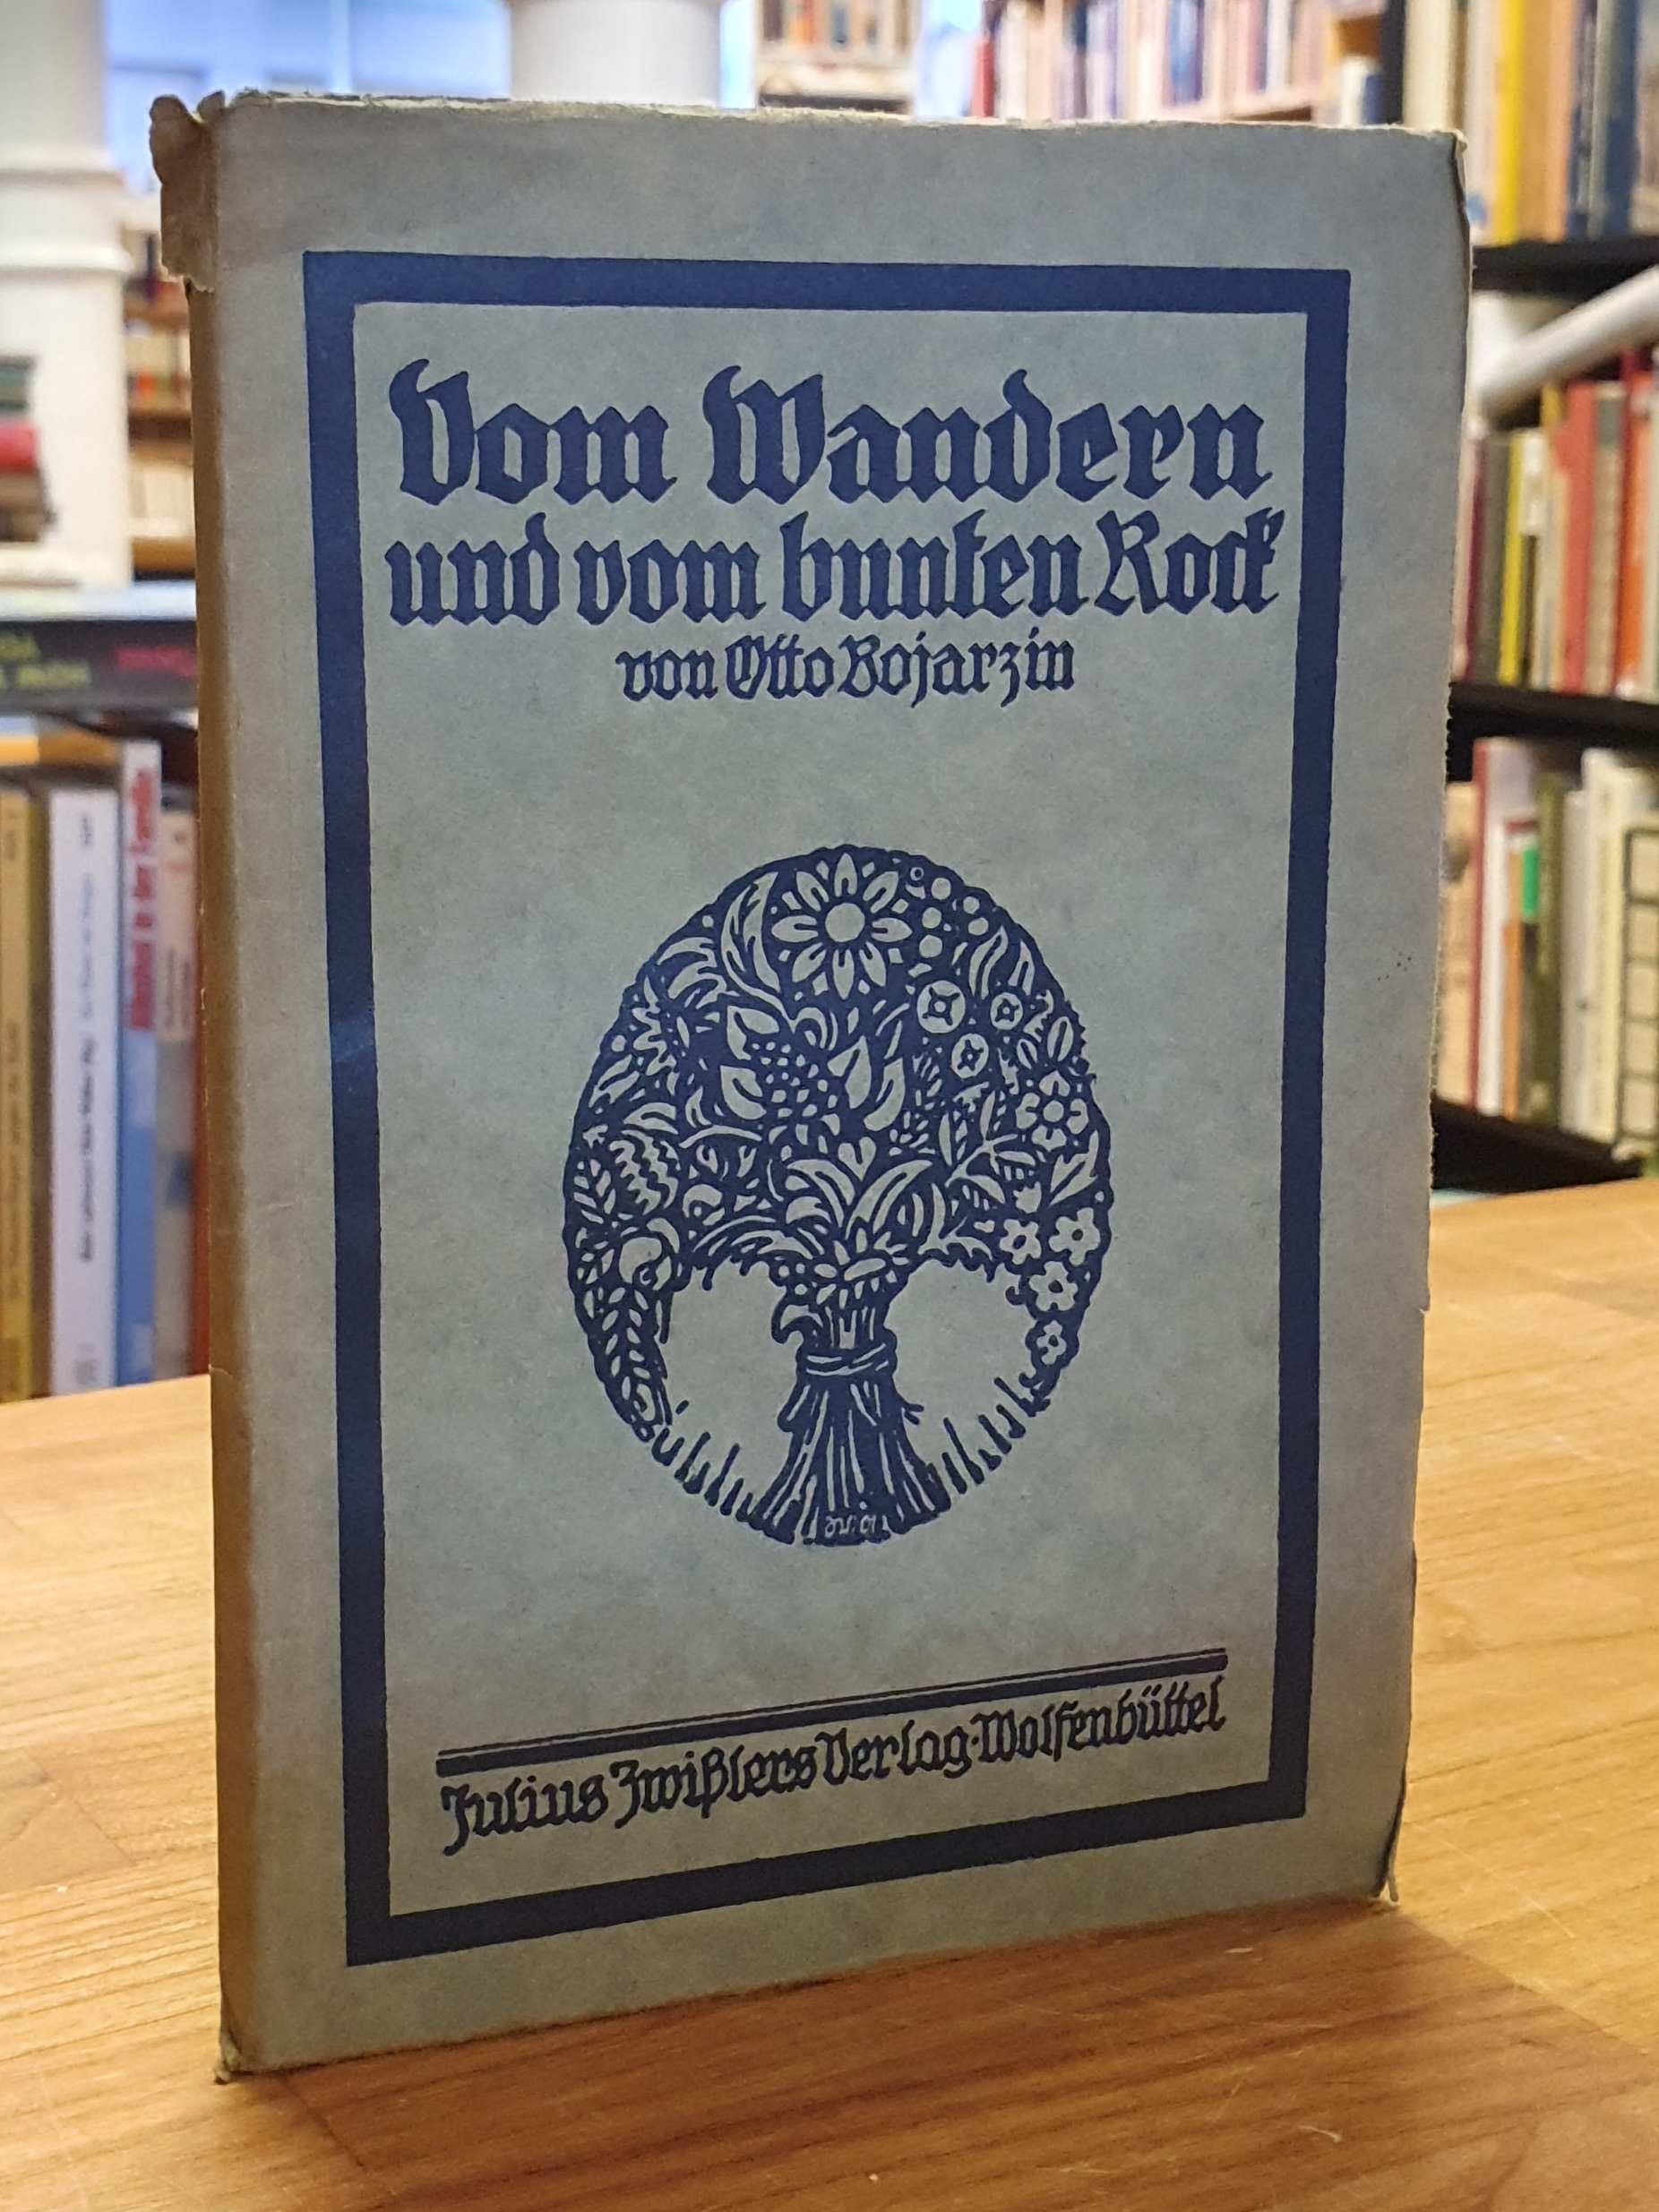 Vom Wandern
und vom bunten Rock
von Otto Bojarzin
Julius Zwißlers Verlag · Wolfenbüttel